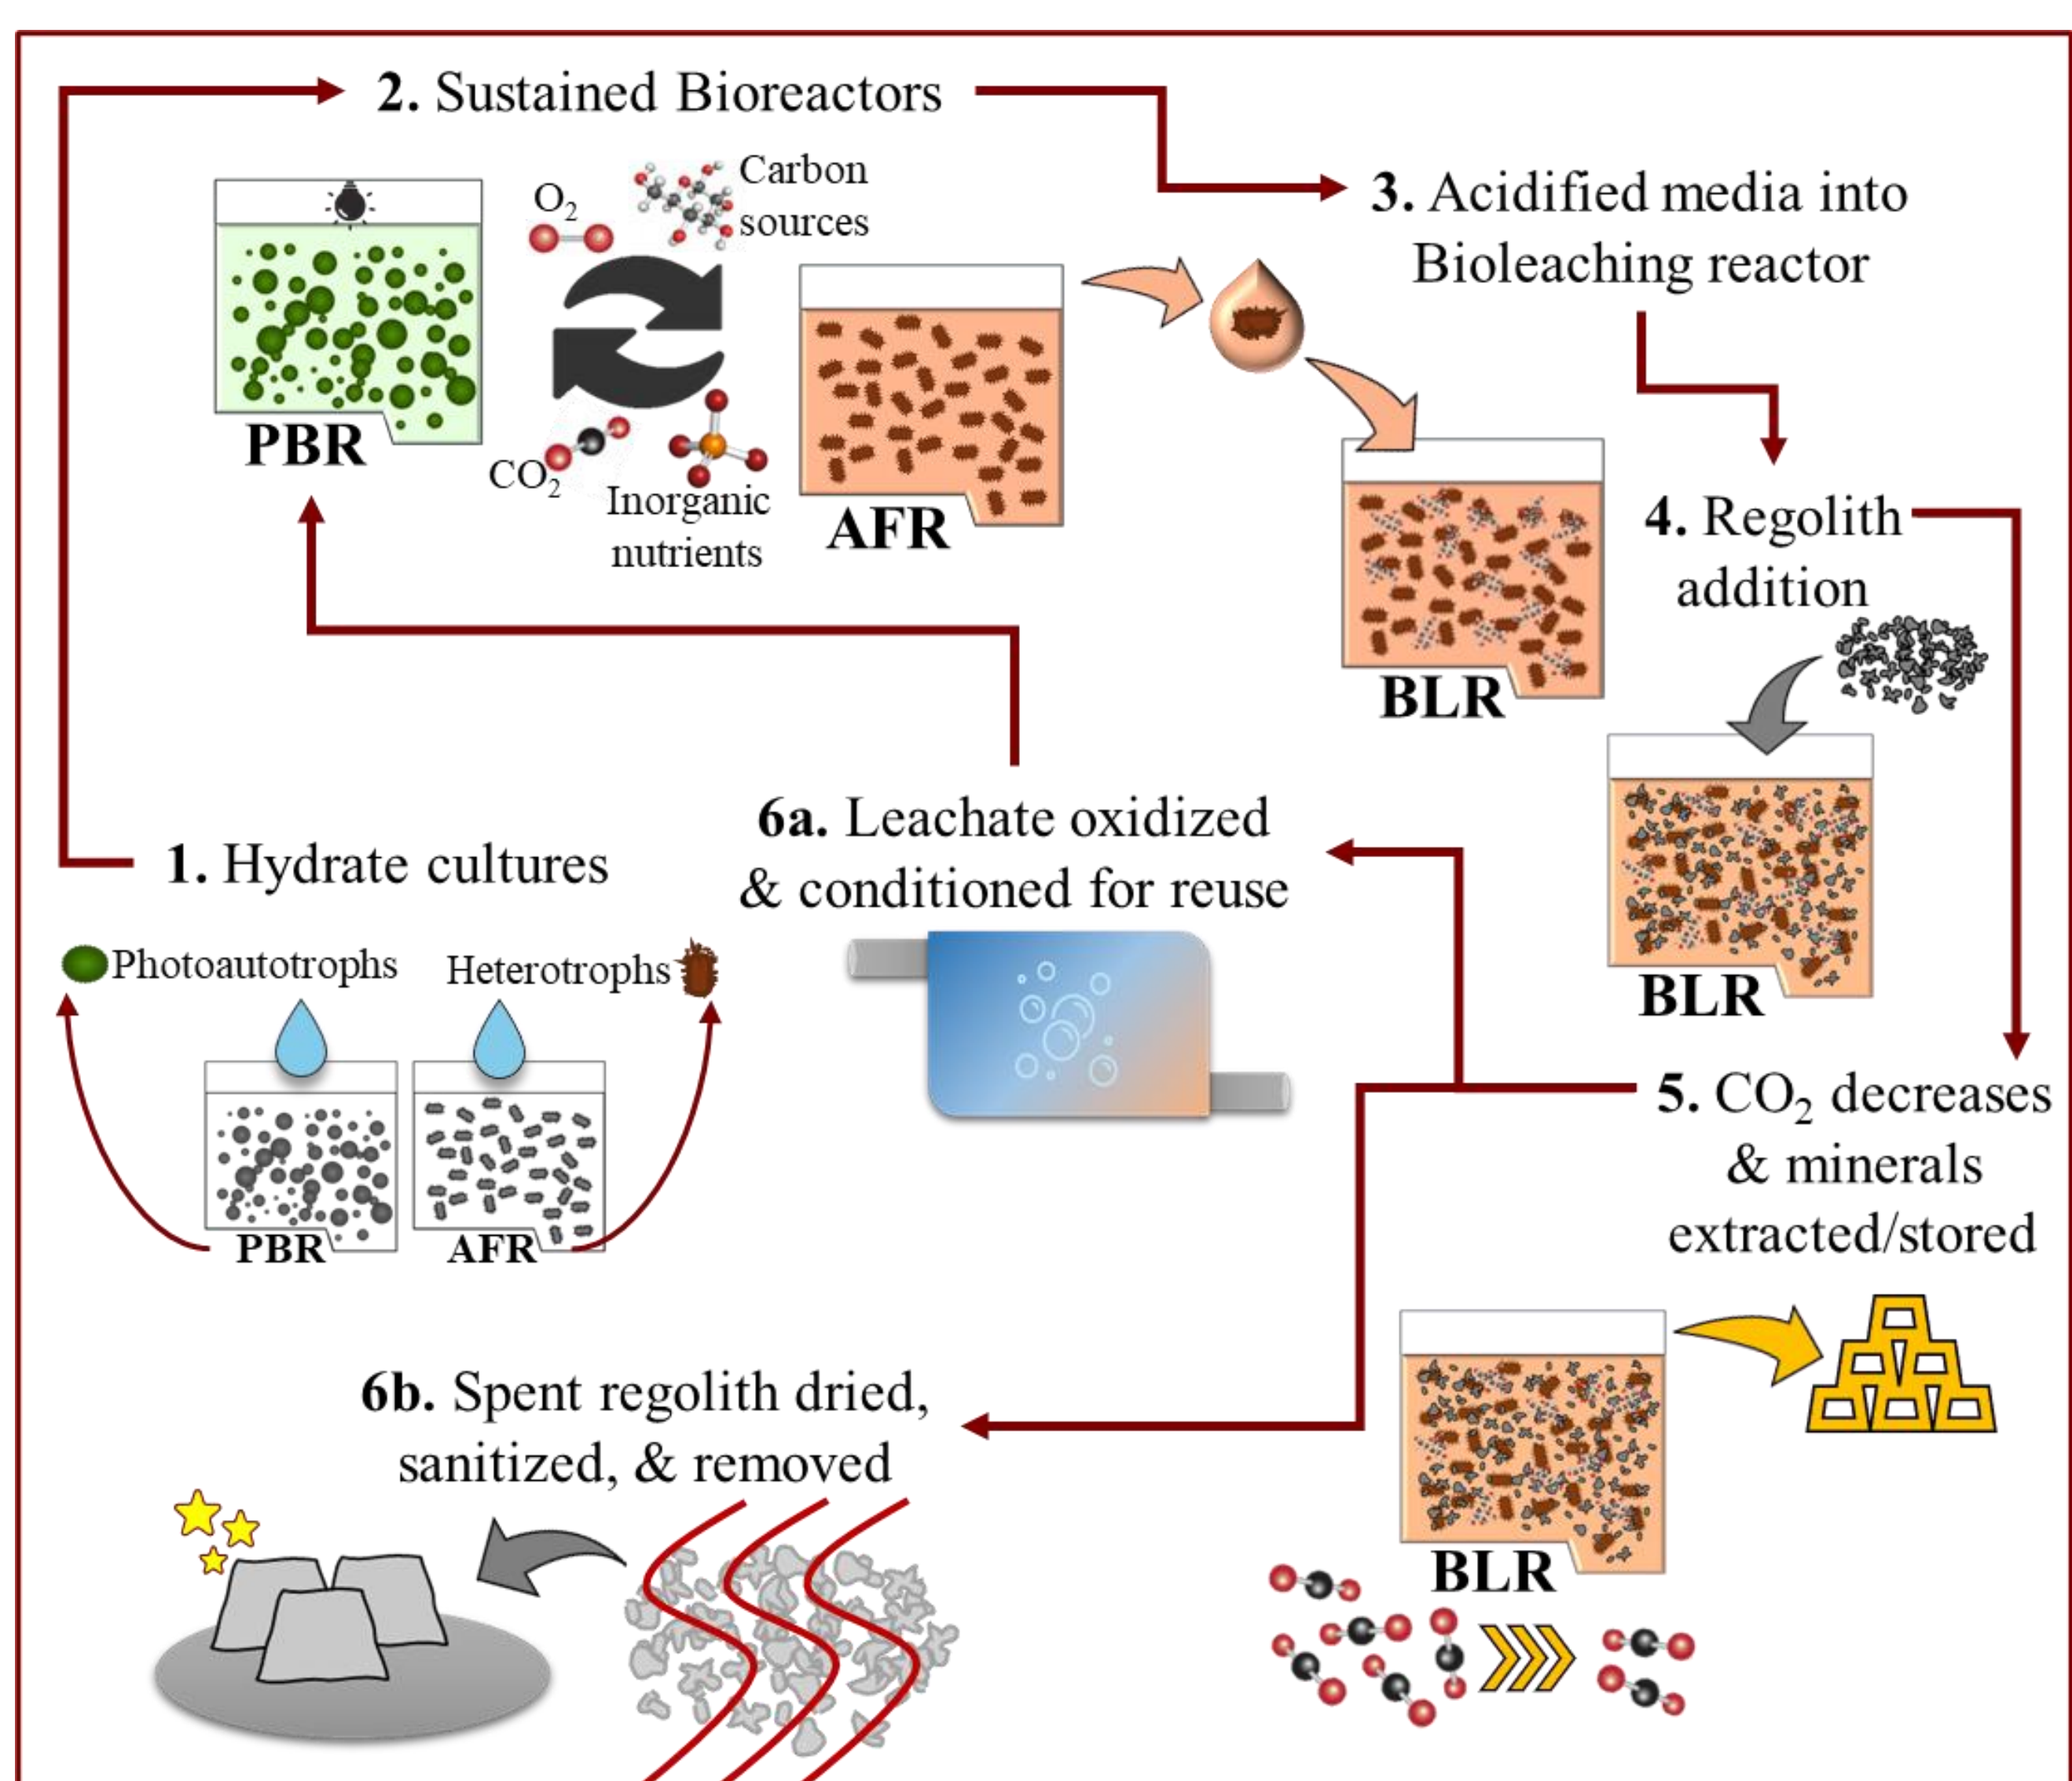 2. Sustained Bioreactors
O₂
Carbon
sources
PBR
CO₂
Inorganic
nutrients
AFR
3. Acidified media into
Bioleaching reactor
BLR
4. Regolith
addition
BLR
1. Hydrate cultures
Photoautotrophs
Heterotrophs
PBR
AFR
6a. Leachate oxidized
& conditioned for reuse
5. CO₂ decreases
& minerals
extracted/stored
BLR
6b. Spent regolith dried,
sanitized, & removed